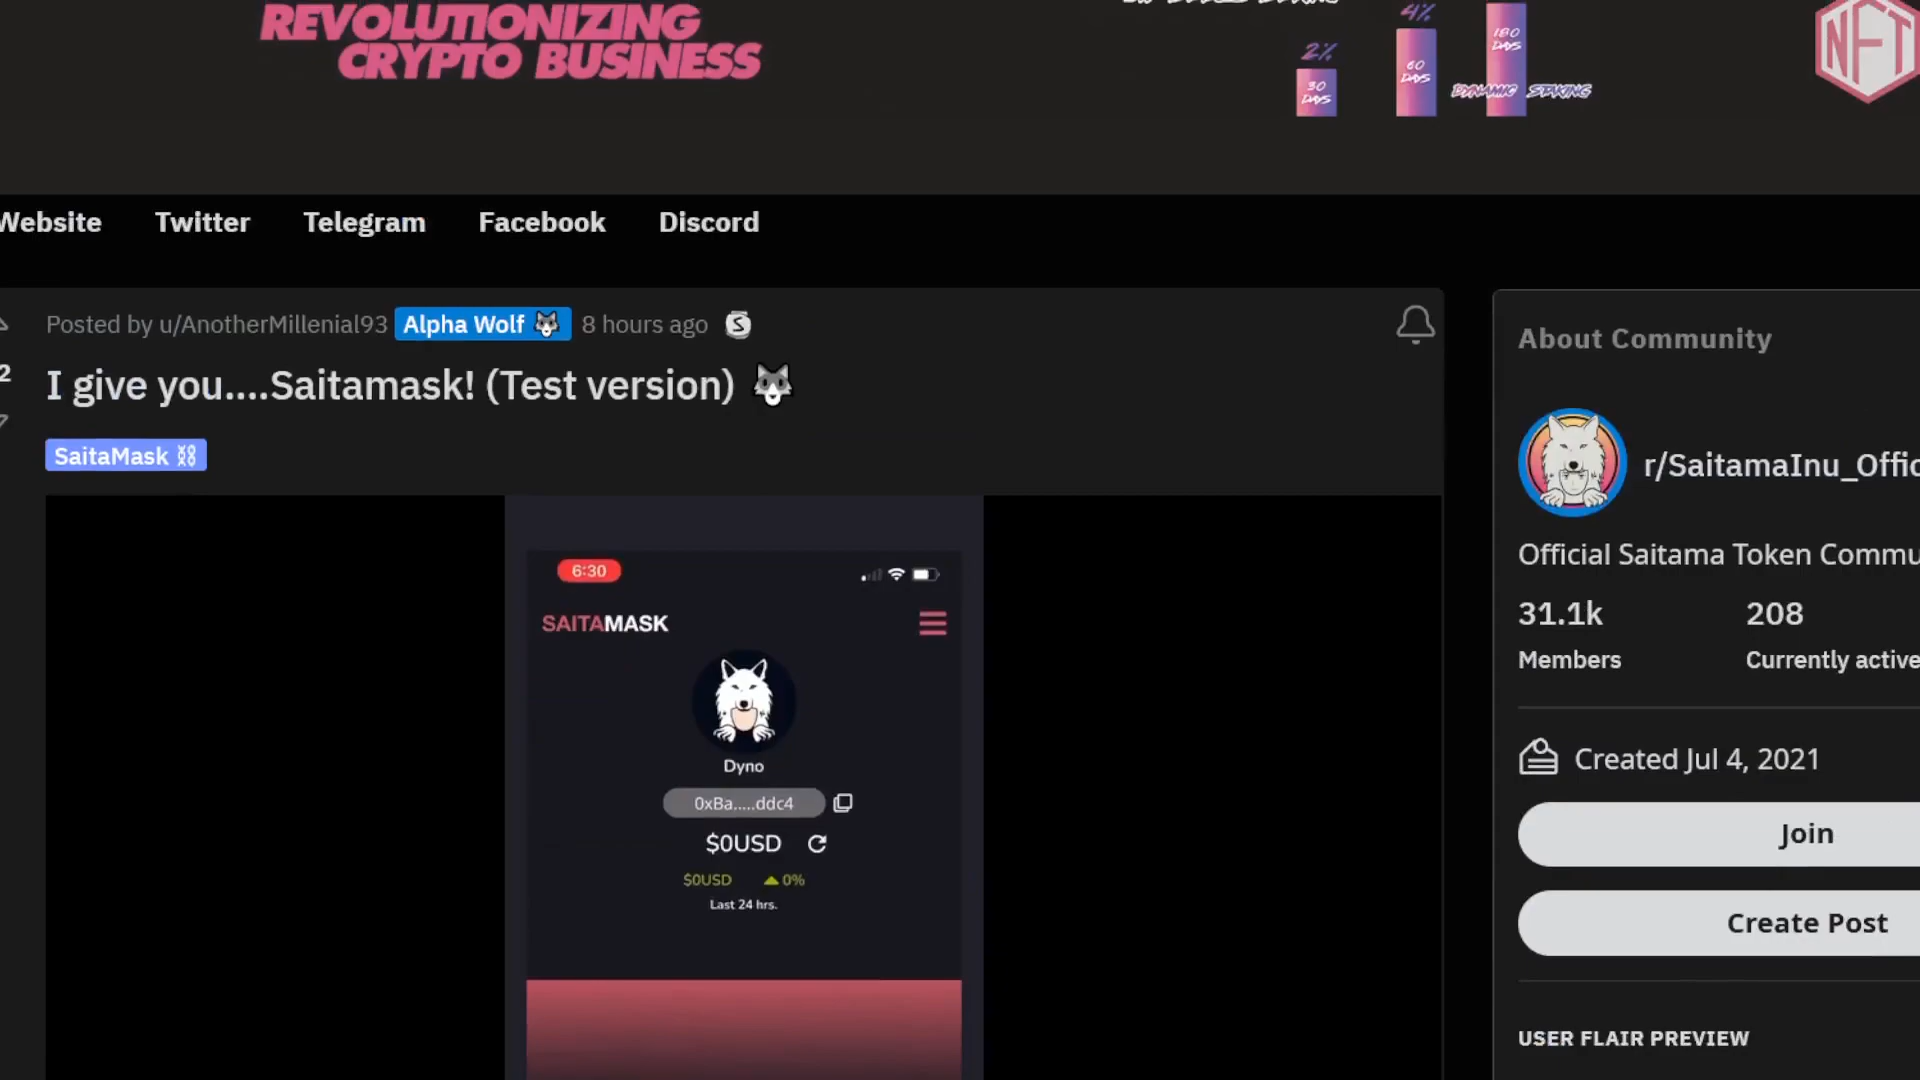 REVOLUTIONIZING
CRYPTO BUSINESS
2%
30
DAYS
4%
60
DAYS
180
DAYS
DYNAMIC STAKING
NFT
Website Twitter Telegram Facebook Discord
Posted by u/AnotherMillenial93 Alpha Wolf 🐺 8 hours ago
I give you....Saitamask! (Test version) 🐺
SaitaMask ⛓
6:30
SAITAMASK
Dyno
0xBa.....ddc4
$0USD
$0USD ▲0%
Last 24 hrs.
About Community
r/SaitamaInu_Offic
Official Saitama Token Commu
31.1k 208
Members Currently active
Created Jul 4, 2021
Join
Create Post
USER FLAIR PREVIEW